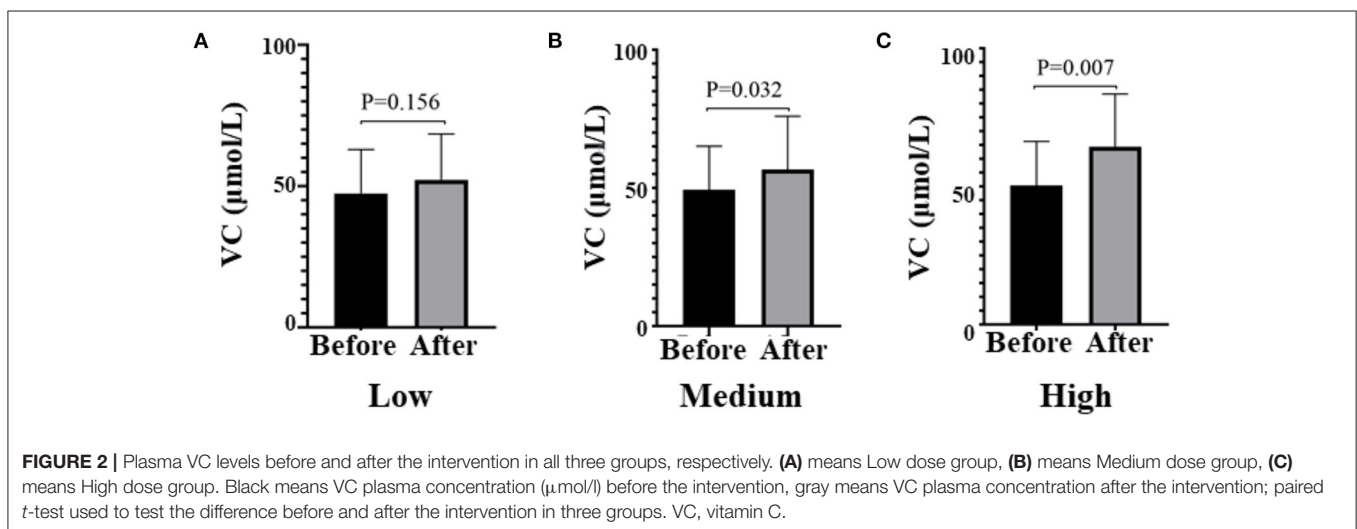 A
100
P=0.156
VC (μmol/L)
50
0
Before After
Low
B
100
P=0.032
VC (μmol/L)
50
0
Before After
Medium
C
100
P=0.007
VC (μmol/L)
50
0
Before After
High
FIGURE 2 | Plasma VC levels before and after the intervention in all three groups, respectively. (A) means Low dose group, (B) means Medium dose group, (C)
means High dose group. Black means VC plasma concentration (μmol/l) before the intervention, gray means VC plasma concentration after the intervention; paired
t-test used to test the difference before and after the intervention in three groups. VC, vitamin C.